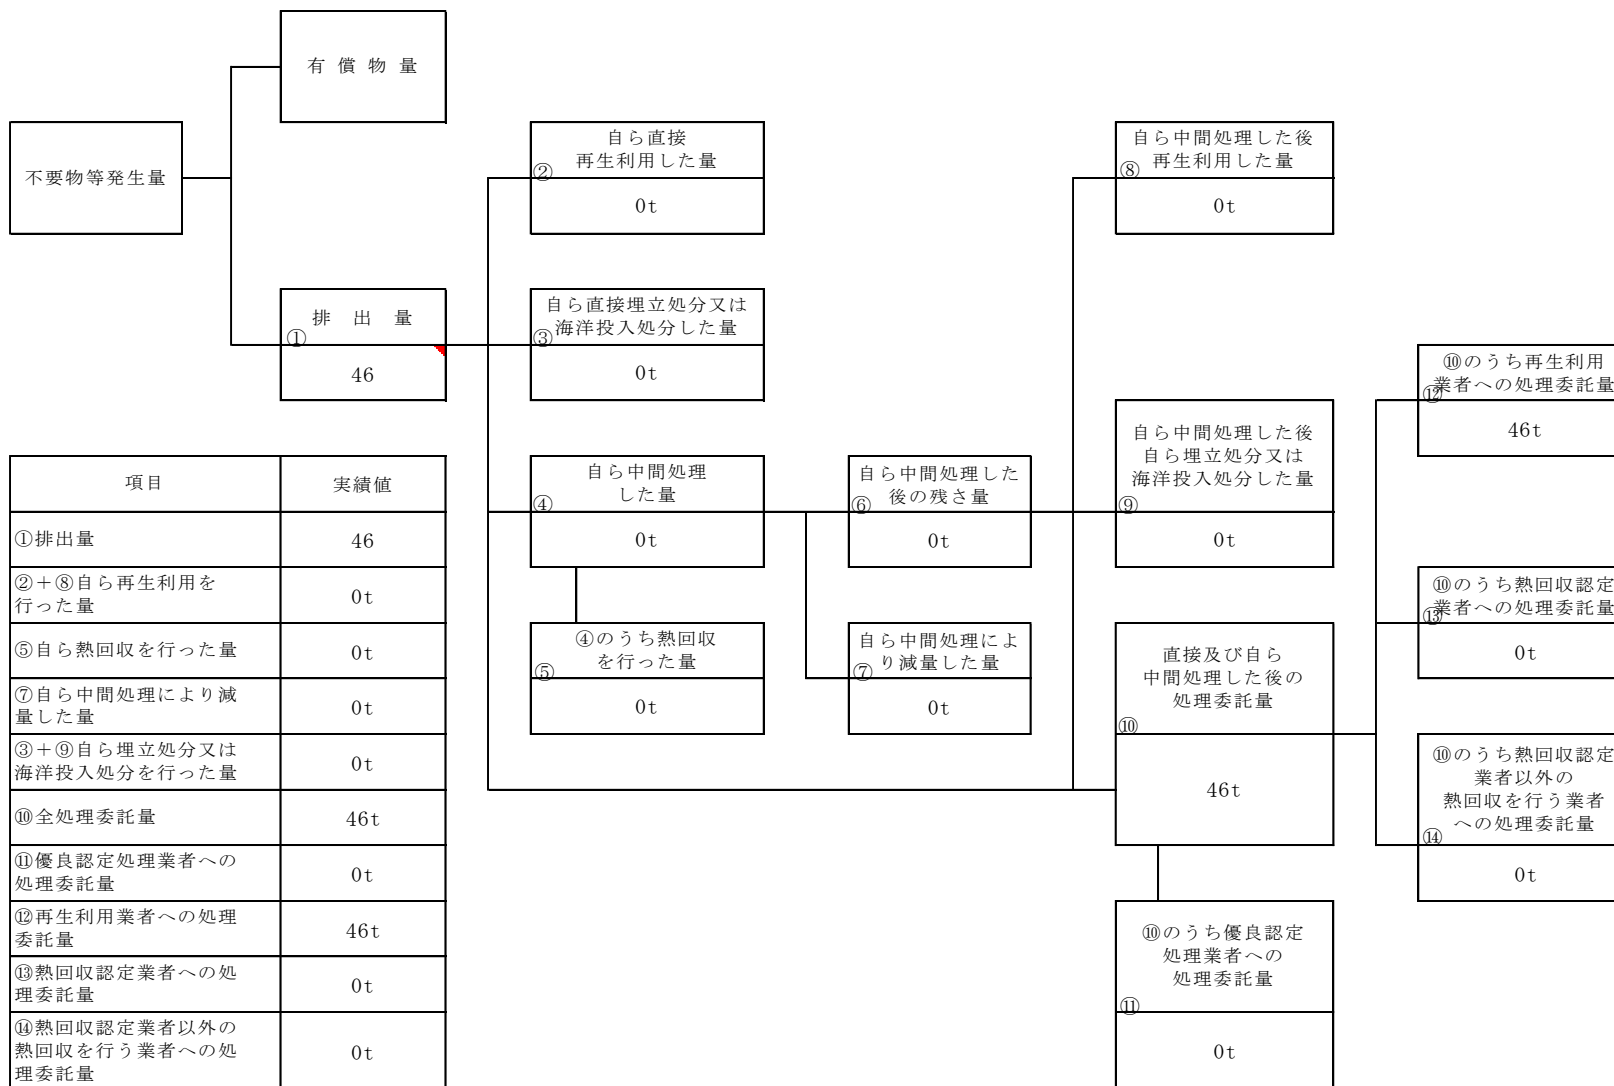 有 償 物 量
不要物等発生量
自ら直接
再生利用した量
②
0t
自ら中間処理した後
再生利用した量
⑧
0t
排 出 量
①
46
自ら直接埋立処分又は
海洋投入処分した量
③
0t
⑩のうち再生利用
業者への処理委託量
⑫
46t
自ら中間処理
した量
④
0t
自ら中間処理した
後の残さ量
⑥
0t
自ら中間処理した後
自ら埋立処分又は
海洋投入処分した量
⑨
0t
⑩のうち熱回収認定
業者への処理委託量
⑬
0t
④のうち熱回収
を行った量
⑤
0t
自ら中間処理によ
り減量した量
⑦
0t
直接及び自ら
中間処理した後の
処理委託量
⑩
46t
⑩のうち熱回収認定
業者以外の
熱回収を行う業者
への処理委託量
⑭
0t
⑩のうち優良認定
処理業者への
処理委託量
⑪
0t
項目 実績値
①排出量 46
②+⑧自ら再生利用を
行った量 0t
⑤自ら熱回収を行った量 0t
⑦自ら中間処理により減
量した量 0t
③+⑨自ら埋立処分又は
海洋投入処分を行った量 0t
⑩全処理委託量 46t
⑪優良認定処理業者への
処理委託量 0t
⑫再生利用業者への処理
委託量 46t
⑬熱回収認定業者への処
理委託量 0t
⑭熱回収認定業者以外の
熱回収を行う業者への処
理委託量 0t